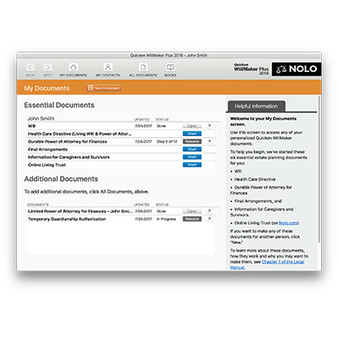 Quicken WillMaker Plus 2018 - John Smith
BACK
NEXT
MY DOCUMENTS
MY CONTACTS
ALL DOCUMENTS
BOOKS
Quicken
WillMaker Plus
2018
NOLO
My Documents
New Document
Essential Documents
John Smith
UPDATED
STATUS
Will
7/24/2017
Done
Open
Health Care Directive (Living Will & Power of Attor...
Start
Durable Power of Attorney for Finances
7/24/2017
Step 5 of 12
Resume
Final Arrangements
Start
Information for Caregivers and Survivors
Start
Online Living Trust
Start
Additional Documents
To add additional documents, click All Documents, above.
DOCUMENTS
UPDATED
STATUS
Limited Power of Attorney for Finances - John Smi...
7/24/2017
Done
Open
Temporary Guardianship Authorization
7/24/2017
In Progress
Resume
Helpful Information
Welcome to your My Documents
screen.
Use this screen to access any of your
personalized Quicken WillMaker
documents.
To help you begin, we've started these
six essential estate planning documents
for you:
• Will
• Health Care Directive
• Durable Power of Attorney for
Finances
• Final Arrangements, and
• Information for Caregivers and
Survivors.
• Online Living Trust (on Nolo.com)
If you want to make any of these
documents for another person, click
"New."
To learn more about these documents,
how they work and why you may want
to make them, see Chapter 1 of the Legal
Manual.